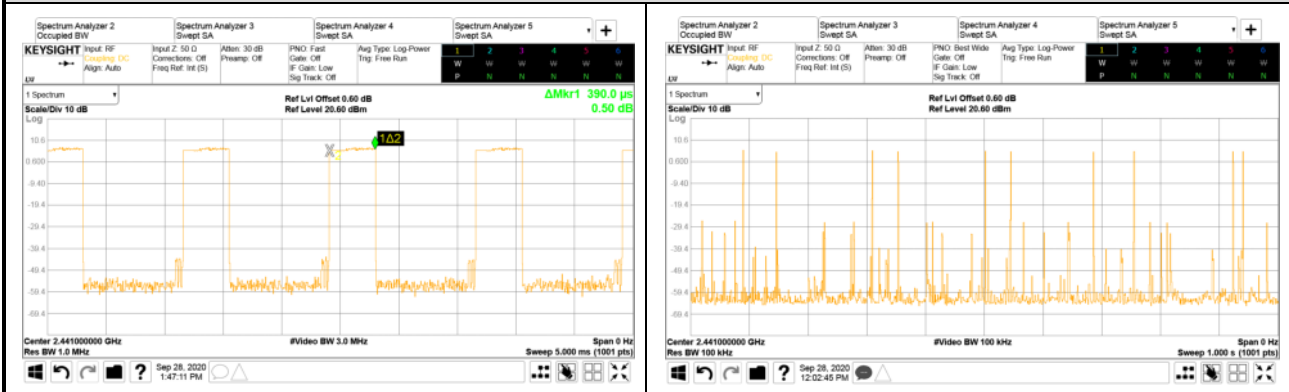 Spectrum Analyzer 2
Occupied BW
Spectrum Analyzer 3
Swept SA
Spectrum Analyzer 4
Swept SA
Spectrum Analyzer 5
Swept SA
KEYSIGHT
Input: RF
Coupling: DC
Align: Auto
Input Z: 50 Ω
Corrections: Off
Freq Ref: Int (S)
Atten: 30 dB
Preamp: Off
PNO: Fast
Gate: Off
IF Gain: Low
Sig Track: Off
Avg Type: Log-Power
Trig: Free Run
1 2 3 4 5 6
W W W W W W
P N N N N N
LXI
1 Spectrum
Scale/Div 10 dB
Log
Ref Lvl Offset 0.60 dB
Ref Level 20.60 dBm
ΔMkr1 390.0 µs
0.50 dB
1Δ2
X
10.6
0.600
-9.40
-19.4
-29.4
-39.4
-49.4
-59.4
-69.4
Center 2.441000000 GHz
Res BW 1.0 MHz
#Video BW 3.0 MHz
Span 0 Hz
Sweep 5.000 ms (1001 pts)
Sep 28, 2020
1:47:11 PM
Spectrum Analyzer 2
Occupied BW
Spectrum Analyzer 3
Swept SA
Spectrum Analyzer 4
Swept SA
Spectrum Analyzer 5
Swept SA
KEYSIGHT
Input: RF
Coupling: DC
Align: Auto
Input Z: 50 Ω
Corrections: Off
Freq Ref: Int (S)
Atten: 30 dB
Preamp: Off
PNO: Best Wide
Gate: Off
IF Gain: Low
Sig Track: Off
Avg Type: Log-Power
Trig: Free Run
1 2 3 4 5 6
W W W W W W
P N N N N N
LXI
1 Spectrum
Scale/Div 10 dB
Log
Ref Lvl Offset 0.60 dB
Ref Level 20.60 dBm
10.6
0.600
-9.40
-19.4
-29.4
-39.4
-49.4
-59.4
-69.4
Center 2.441000000 GHz
Res BW 100 kHz
#Video BW 100 kHz
Span 0 Hz
Sweep 1.000 s (1001 pts)
Sep 28, 2020
12:02:45 PM